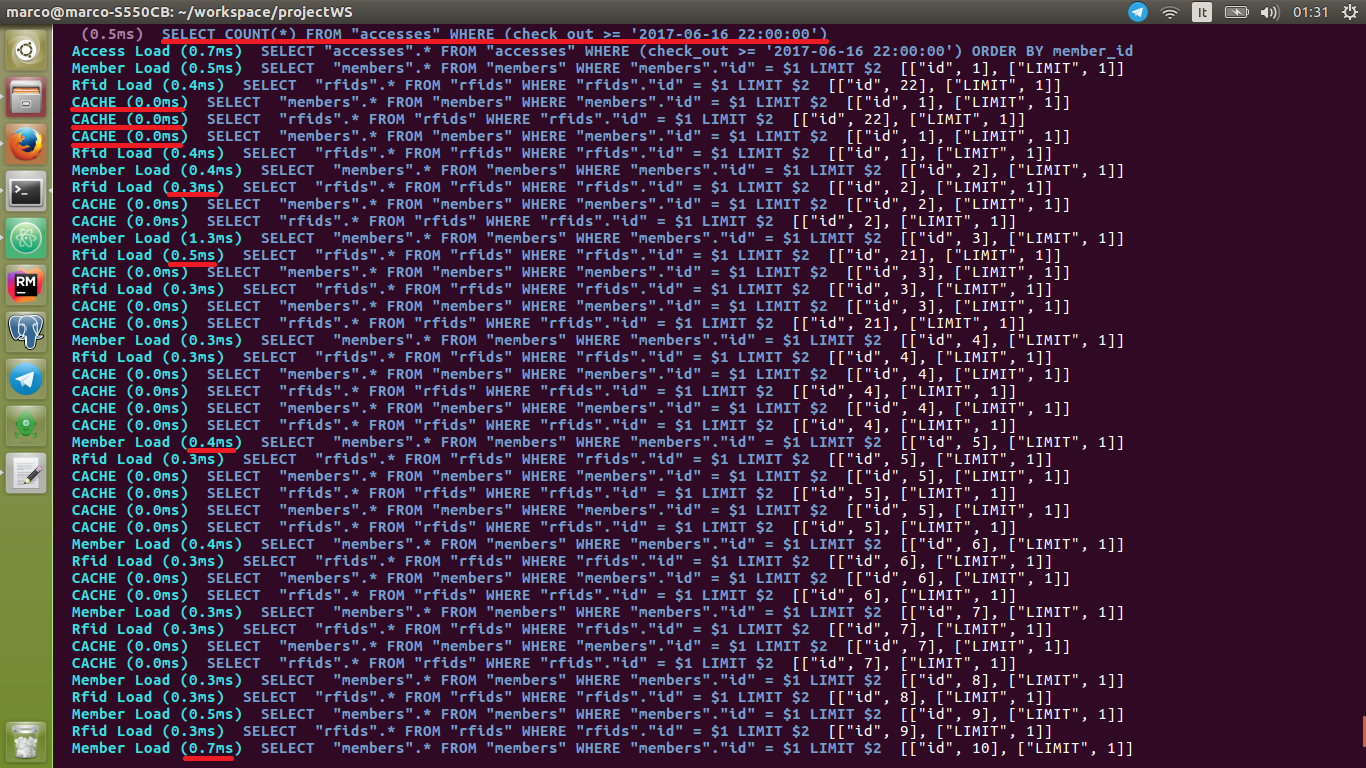 marco@marco-S550CB: ~/workspace/projectWS
It
01:31
(0.5ms)  SELECT COUNT(*) FROM "accesses" WHERE (check_out >= '2017-06-16 22:00:00')
Access Load (0.7ms)  SELECT "accesses".* FROM "accesses" WHERE (check_out >= '2017-06-16 22:00:00') ORDER BY member_id
Member Load (0.5ms)  SELECT  "members".* FROM "members" WHERE "members"."id" = $1 LIMIT $2  [["id", 1], ["LIMIT", 1]]
Rfid Load (0.4ms)  SELECT  "rfids".* FROM "rfids" WHERE "rfids"."id" = $1 LIMIT $2  [["id", 22], ["LIMIT", 1]]
CACHE (0.0ms)  SELECT  "members".* FROM "members" WHERE "members"."id" = $1 LIMIT $2  [["id", 1], ["LIMIT", 1]]
CACHE (0.0ms)  SELECT  "rfids".* FROM "rfids" WHERE "rfids"."id" = $1 LIMIT $2  [["id", 22], ["LIMIT", 1]]
CACHE (0.0ms)  SELECT  "members".* FROM "members" WHERE "members"."id" = $1 LIMIT $2  [["id", 1], ["LIMIT", 1]]
Rfid Load (0.4ms)  SELECT  "rfids".* FROM "rfids" WHERE "rfids"."id" = $1 LIMIT $2  [["id", 1], ["LIMIT", 1]]
Member Load (0.4ms)  SELECT  "members".* FROM "members" WHERE "members"."id" = $1 LIMIT $2  [["id", 2], ["LIMIT", 1]]
Rfid Load (0.3ms)  SELECT  "rfids".* FROM "rfids" WHERE "rfids"."id" = $1 LIMIT $2  [["id", 2], ["LIMIT", 1]]
CACHE (0.0ms)  SELECT  "members".* FROM "members" WHERE "members"."id" = $1 LIMIT $2  [["id", 2], ["LIMIT", 1]]
CACHE (0.0ms)  SELECT  "rfids".* FROM "rfids" WHERE "rfids"."id" = $1 LIMIT $2  [["id", 2], ["LIMIT", 1]]
Member Load (1.3ms)  SELECT  "members".* FROM "members" WHERE "members"."id" = $1 LIMIT $2  [["id", 3], ["LIMIT", 1]]
Rfid Load (0.5ms)  SELECT  "rfids".* FROM "rfids" WHERE "rfids"."id" = $1 LIMIT $2  [["id", 21], ["LIMIT", 1]]
CACHE (0.0ms)  SELECT  "members".* FROM "members" WHERE "members"."id" = $1 LIMIT $2  [["id", 3], ["LIMIT", 1]]
Rfid Load (0.3ms)  SELECT  "rfids".* FROM "rfids" WHERE "rfids"."id" = $1 LIMIT $2  [["id", 3], ["LIMIT", 1]]
CACHE (0.0ms)  SELECT  "members".* FROM "members" WHERE "members"."id" = $1 LIMIT $2  [["id", 3], ["LIMIT", 1]]
RM
CACHE (0.0ms)  SELECT  "rfids".* FROM "rfids" WHERE "rfids"."id" = $1 LIMIT $2  [["id", 21], ["LIMIT", 1]]
Member Load (0.3ms)  SELECT  "members".* FROM "members" WHERE "members"."id" = $1 LIMIT $2  [["id", 4], ["LIMIT", 1]]
Rfid Load (0.3ms)  SELECT  "rfids".* FROM "rfids" WHERE "rfids"."id" = $1 LIMIT $2  [["id", 4], ["LIMIT", 1]]
CACHE (0.0ms)  SELECT  "members".* FROM "members" WHERE "members"."id" = $1 LIMIT $2  [["id", 4], ["LIMIT", 1]]
CACHE (0.0ms)  SELECT  "rfids".* FROM "rfids" WHERE "rfids"."id" = $1 LIMIT $2  [["id", 4], ["LIMIT", 1]]
CACHE (0.0ms)  SELECT  "members".* FROM "members" WHERE "members"."id" = $1 LIMIT $2  [["id", 4], ["LIMIT", 1]]
CACHE (0.0ms)  SELECT  "rfids".* FROM "rfids" WHERE "rfids"."id" = $1 LIMIT $2  [["id", 4], ["LIMIT", 1]]
Member Load (0.4ms)  SELECT  "members".* FROM "members" WHERE "members"."id" = $1 LIMIT $2  [["id", 5], ["LIMIT", 1]]
Rfid Load (0.3ms)  SELECT  "rfids".* FROM "rfids" WHERE "rfids"."id" = $1 LIMIT $2  [["id", 5], ["LIMIT", 1]]
CACHE (0.0ms)  SELECT  "members".* FROM "members" WHERE "members"."id" = $1 LIMIT $2  [["id", 5], ["LIMIT", 1]]
CACHE (0.0ms)  SELECT  "rfids".* FROM "rfids" WHERE "rfids"."id" = $1 LIMIT $2  [["id", 5], ["LIMIT", 1]]
CACHE (0.0ms)  SELECT  "members".* FROM "members" WHERE "members"."id" = $1 LIMIT $2  [["id", 5], ["LIMIT", 1]]
CACHE (0.0ms)  SELECT  "rfids".* FROM "rfids" WHERE "rfids"."id" = $1 LIMIT $2  [["id", 5], ["LIMIT", 1]]
Member Load (0.4ms)  SELECT  "members".* FROM "members" WHERE "members"."id" = $1 LIMIT $2  [["id", 6], ["LIMIT", 1]]
Rfid Load (0.3ms)  SELECT  "rfids".* FROM "rfids" WHERE "rfids"."id" = $1 LIMIT $2  [["id", 6], ["LIMIT", 1]]
CACHE (0.0ms)  SELECT  "members".* FROM "members" WHERE "members"."id" = $1 LIMIT $2  [["id", 6], ["LIMIT", 1]]
CACHE (0.0ms)  SELECT  "rfids".* FROM "rfids" WHERE "rfids"."id" = $1 LIMIT $2  [["id", 6], ["LIMIT", 1]]
Member Load (0.3ms)  SELECT  "members".* FROM "members" WHERE "members"."id" = $1 LIMIT $2  [["id", 7], ["LIMIT", 1]]
Rfid Load (0.3ms)  SELECT  "rfids".* FROM "rfids" WHERE "rfids"."id" = $1 LIMIT $2  [["id", 7], ["LIMIT", 1]]
CACHE (0.0ms)  SELECT  "members".* FROM "members" WHERE "members"."id" = $1 LIMIT $2  [["id", 7], ["LIMIT", 1]]
CACHE (0.0ms)  SELECT  "rfids".* FROM "rfids" WHERE "rfids"."id" = $1 LIMIT $2  [["id", 7], ["LIMIT", 1]]
Member Load (0.3ms)  SELECT  "members".* FROM "members" WHERE "members"."id" = $1 LIMIT $2  [["id", 8], ["LIMIT", 1]]
Rfid Load (0.3ms)  SELECT  "rfids".* FROM "rfids" WHERE "rfids"."id" = $1 LIMIT $2  [["id", 8], ["LIMIT", 1]]
Member Load (0.5ms)  SELECT  "members".* FROM "members" WHERE "members"."id" = $1 LIMIT $2  [["id", 9], ["LIMIT", 1]]
Rfid Load (0.3ms)  SELECT  "rfids".* FROM "rfids" WHERE "rfids"."id" = $1 LIMIT $2  [["id", 9], ["LIMIT", 1]]
Member Load (0.7ms)  SELECT  "members".* FROM "members" WHERE "members"."id" = $1 LIMIT $2  [["id", 10], ["LIMIT", 1]]